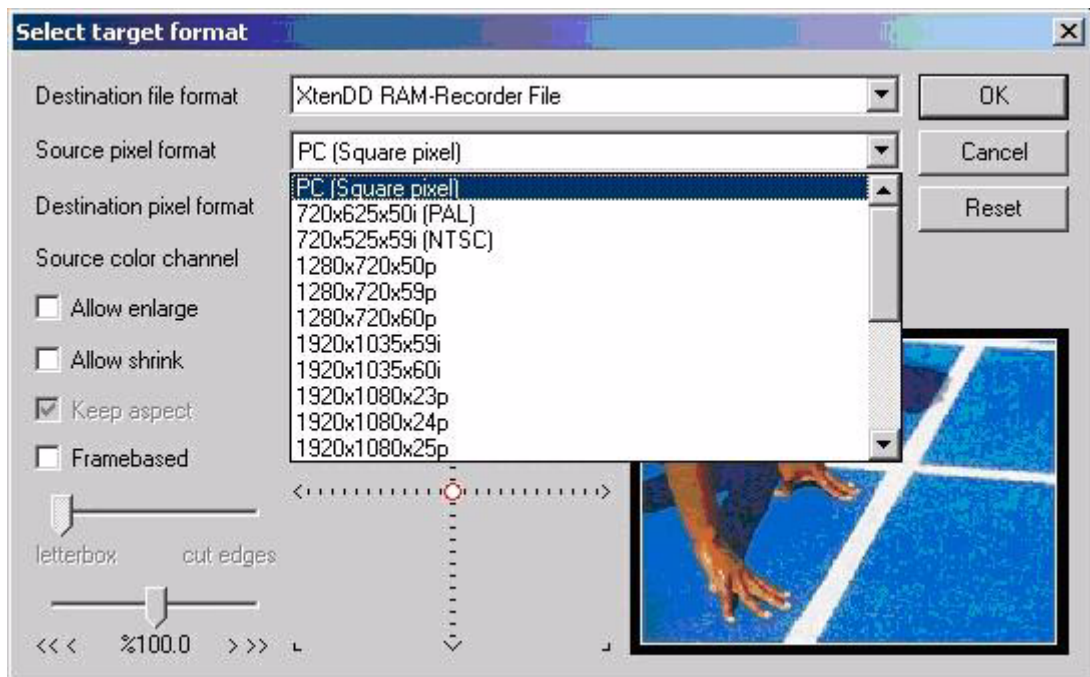 Select target format
Destination file format
XtenDD RAM-Recorder File
OK
Source pixel format
PC (Square pixel)
Cancel
Destination pixel format
Reset
Source color channel
PC (Square pixel)
720x625x50i (PAL)
720x525x59i (NTSC)
1280x720x50p
1280x720x59p
1280x720x60p
1920x1035x59i
1920x1035x60i
1920x1080x23p
1920x1080x24p
1920x1080x25p
Allow enlarge
Allow shrink
Keep aspect
Framebased
letterbox cut edges
<< < %100.0 > >>